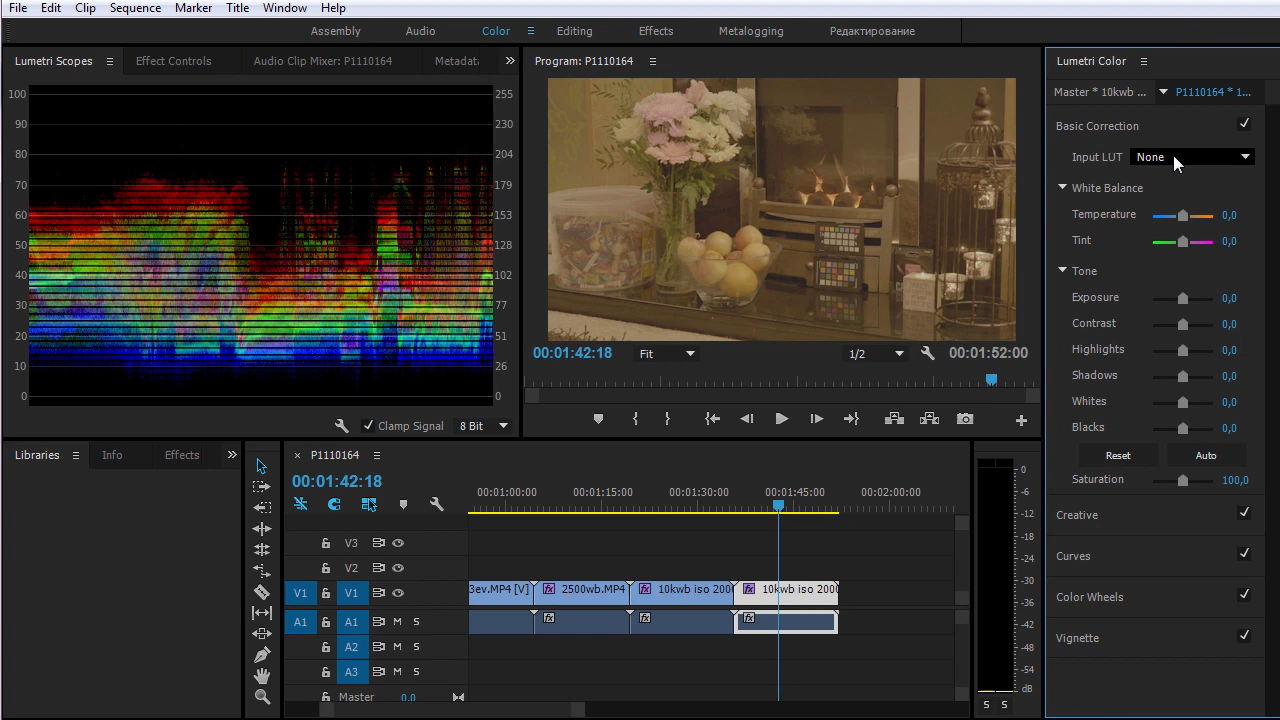 File Edit Clip Sequence Marker Title Window Help
Assembly Audio Color Editing Effects Metalogging Редактирование
Lumetri Scopes Effect Controls Audio Clip Mixer: P1110164 Metadata
100 255
90 230
80 204
70 179
60 153
50 128
40 102
30 77
20 51
10 26
0 0
Clamp Signal 8 Bit
Program: P1110164
00:01:42:18 Fit 1/2 00:01:52:00
Lumetri Color
Master * 10kwb ... P1110164 * 1...
Basic Correction
Input LUT None
White Balance
Temperature 0,0
Tint 0,0
Tone
Exposure 0,0
Contrast 0,0
Highlights 0,0
Shadows 0,0
Whites 0,0
Blacks 0,0
Reset Auto
Saturation 100,0
Creative
Curves
Color Wheels
Vignette
Libraries Info Effects
× P1110164
00:01:42:18
00:01:00:00 00:01:15:00 00:01:30:00 00:01:45:00 00:02:00:00
V3
V2
V1 V1 3ev.MP4 [V] fx 2500wb.MP4 fx 10kwb iso 200 fx 10kwb iso 2000
A1 A1 M S fx fx fx
A2 M S
A3 M S
Master 0,0
0
-6
-12
-18
-24
-30
-36
-42
-48
-54
dB
S S